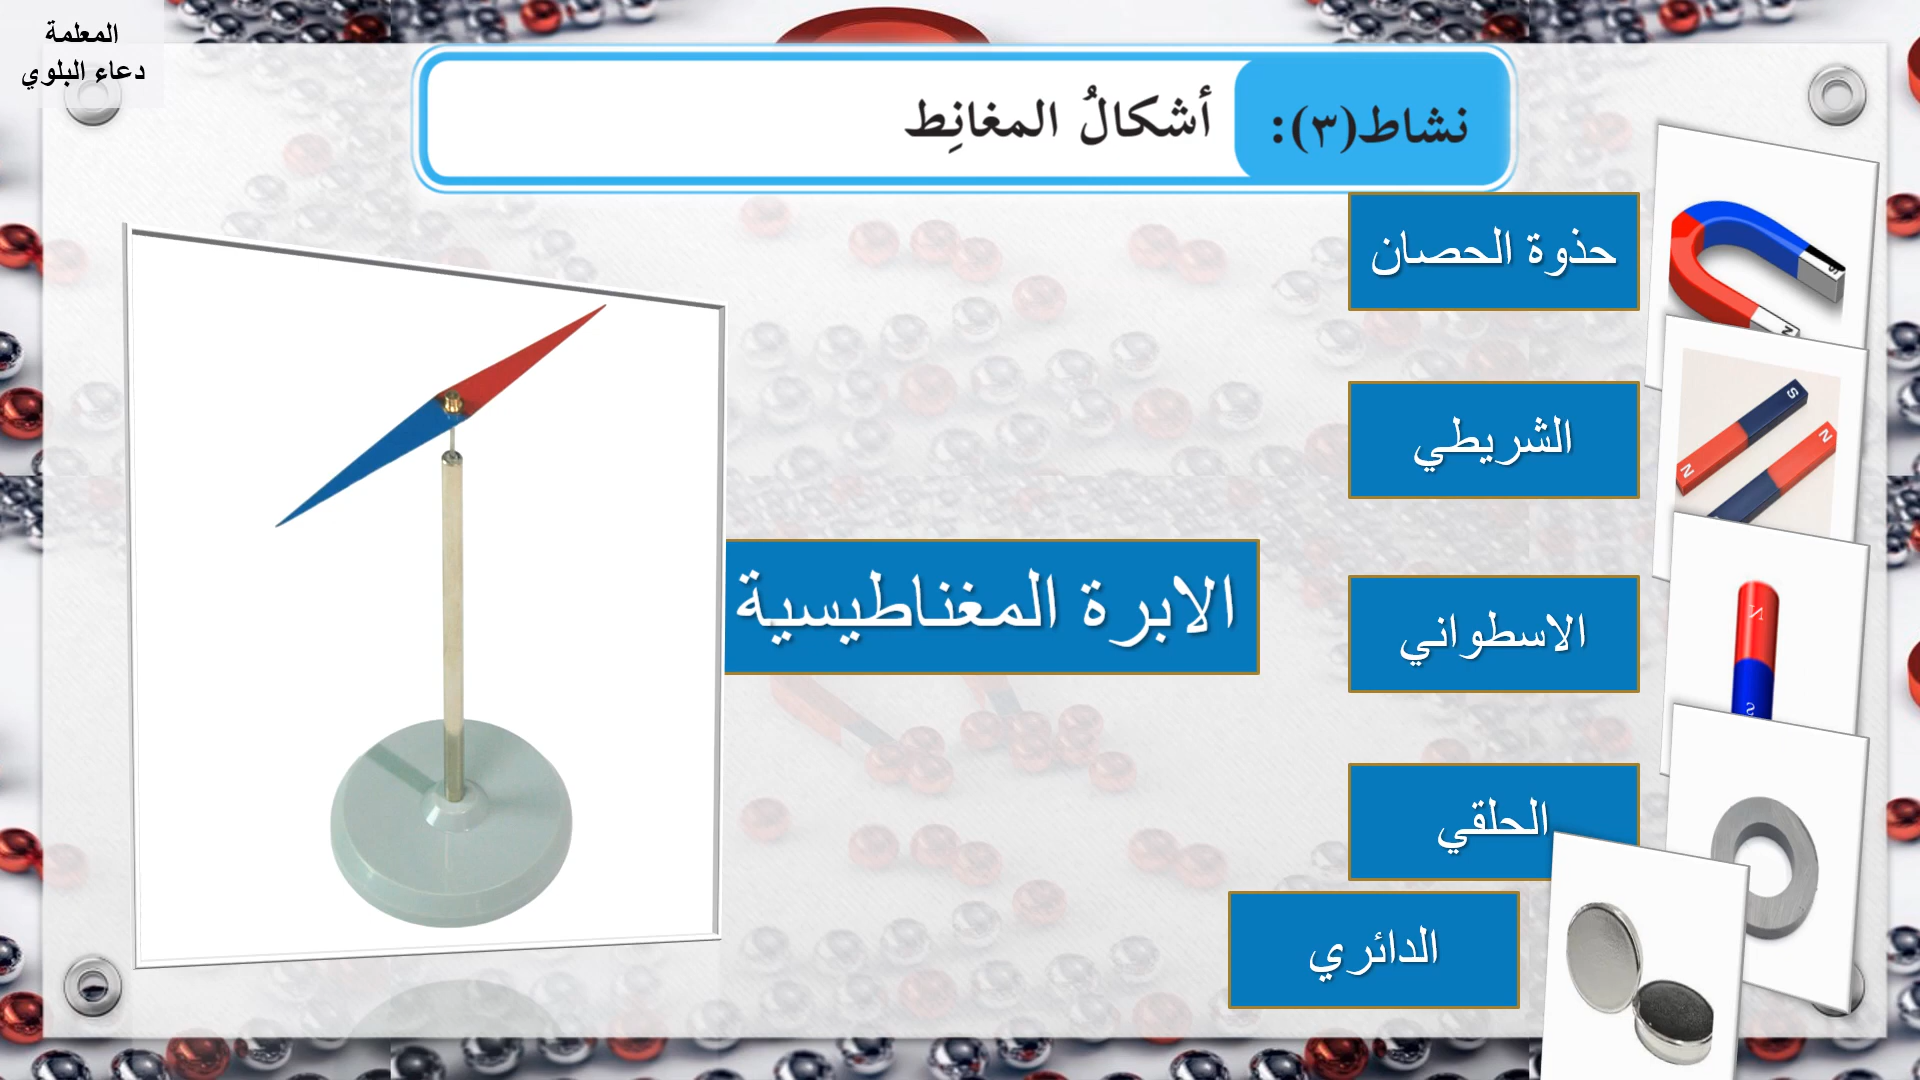 المعلمة
دعاء البلوي
نشاط(٣): أشكالُ المغانِط
حذوة الحصان
S
N
الشريطي
S
N
N
الابرة المغناطيسية
الاسطواني
N
S
الحلقي
الدائري